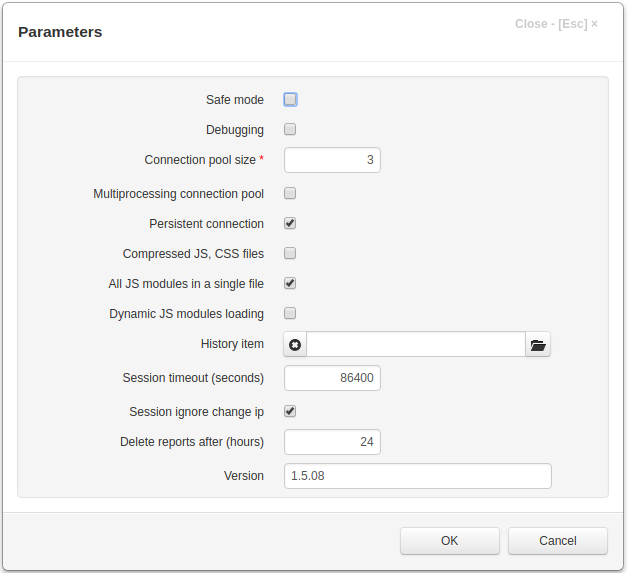 Parameters
Close - [Esc] ×
Safe mode
Debugging
Connection pool size * 3
Multiprocessing connection pool
Persistent connection
Compressed JS, CSS files
All JS modules in a single file
Dynamic JS modules loading
History item
Session timeout (seconds) 86400
Session ignore change ip
Delete reports after (hours) 24
Version 1.5.08
OK Cancel